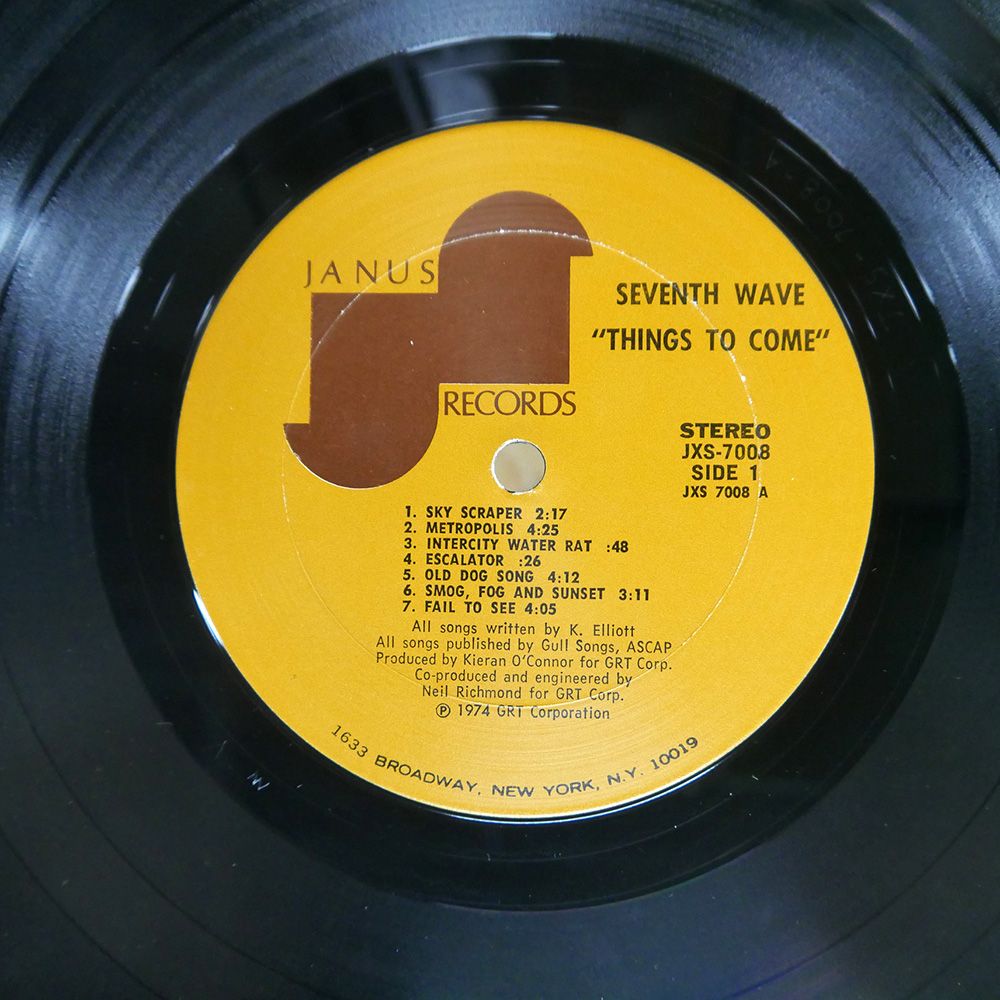 JANUS
RECORDS
SEVENTH WAVE
"THINGS TO COME"
STEREO
JXS-7008
SIDE 1
JXS 7008 A
1. SKY SCRAPER 2:17
2. METROPOLIS 4:25
3. INTERCITY WATER RAT :48
4. ESCALATOR :26
5. OLD DOG SONG 4:12
6. SMOG, FOG AND SUNSET 3:11
7. FAIL TO SEE 4:05
All songs written by K. Elliott
All songs published by Gull Songs, ASCAP
Produced by Kieran O'Connor for GRT Corp.
Co-produced and engineered by
Neil Richmond for GRT Corp.
℗ 1974 GRT Corporation
1633 BROADWAY, NEW YORK, N.Y. 10019
JXS-7008-A